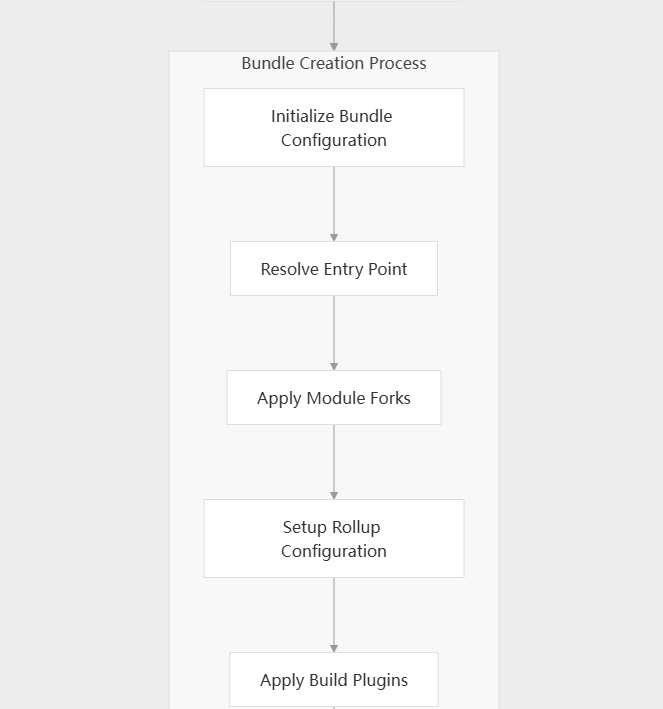 Bundle Creation Process
Initialize Bundle
Configuration
Resolve Entry Point
Apply Module Forks
Setup Rollup
Configuration
Apply Build Plugins